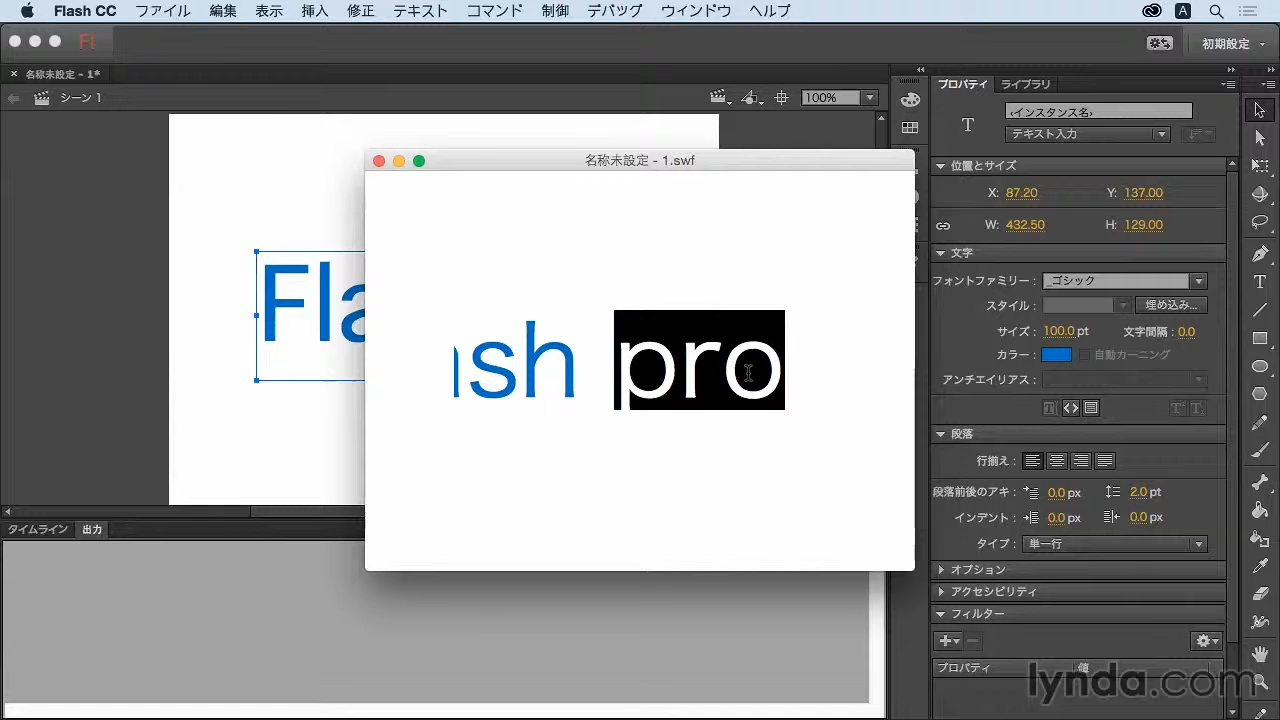 Flash CC ファイル 編集 表示 挿入 修正 テキスト コマンド 制御 デバッグ ウィンドウ ヘルプ
A
Fl 初期設定
× 名称未設定 - 1*
シーン 1 100%
プロパティ ライブラリ
T ‹インスタンス名›
テキスト入力
位置とサイズ
X: 87.20 Y: 137.00
W: 432.50 H: 129.00
文字
フォントファミリー : _ゴシック
スタイル : 埋め込み...
サイズ : 100.0 pt 文字間隔 : 0.0
カラー : 自動カーニング
アンチエイリアス :
段落
行揃え :
段落前後のアキ : 0.0 px 2.0 pt
インデント : 0.0 px 0.0 px
タイプ : 単一行
オプション
アクセシビリティ
フィルター
プロパティ 値
名称未設定 - 1.swf
Fla
ash pro
タイムライン 出力
lynda.com